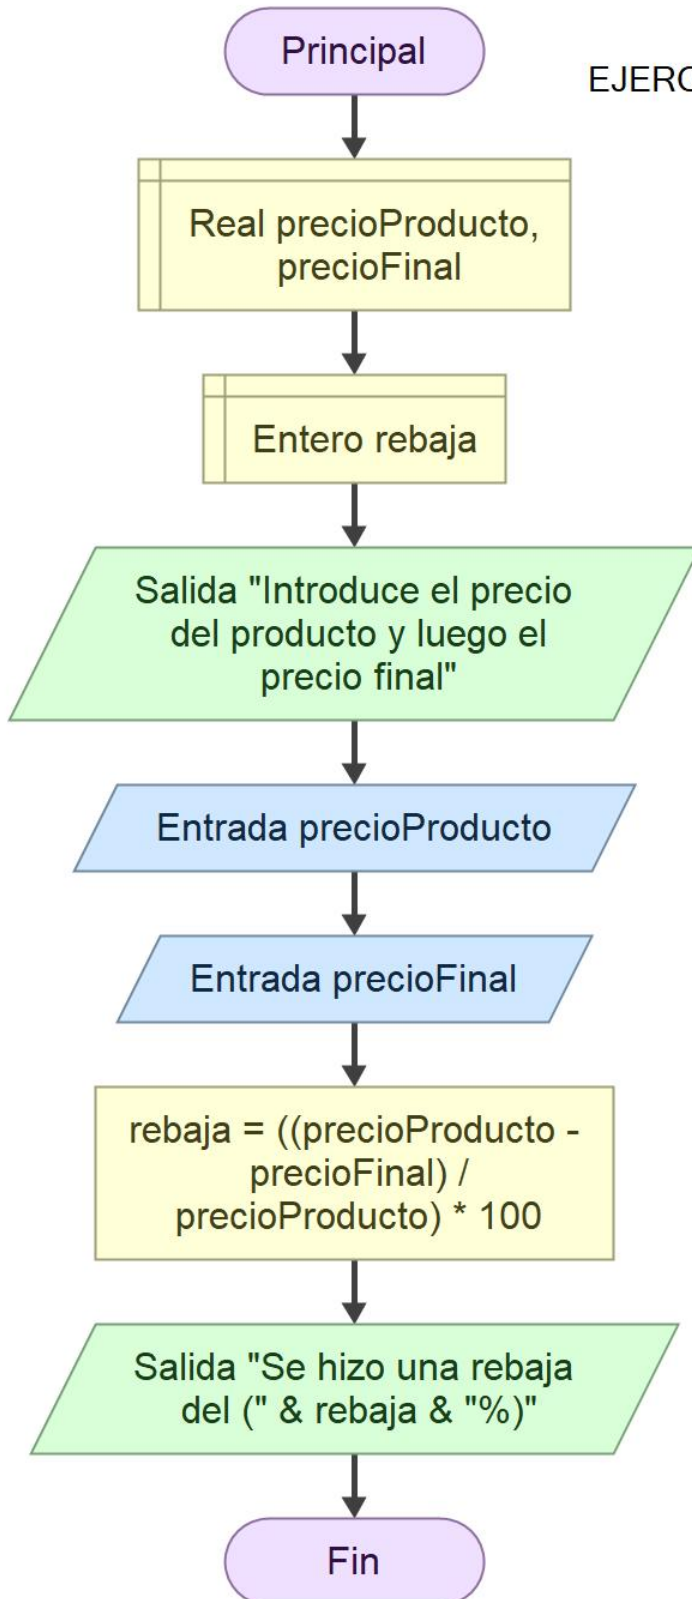 Principal
Real precioProducto,
precioFinal
Entero rebaja
Salida "Introduce el precio
del producto y luego el
precio final"
Entrada precioProducto
Entrada precioFinal
rebaja = ((precioProducto -
precioFinal) /
precioProducto) * 100
Salida "Se hizo una rebaja
del (" & rebaja & "%)"
Fin